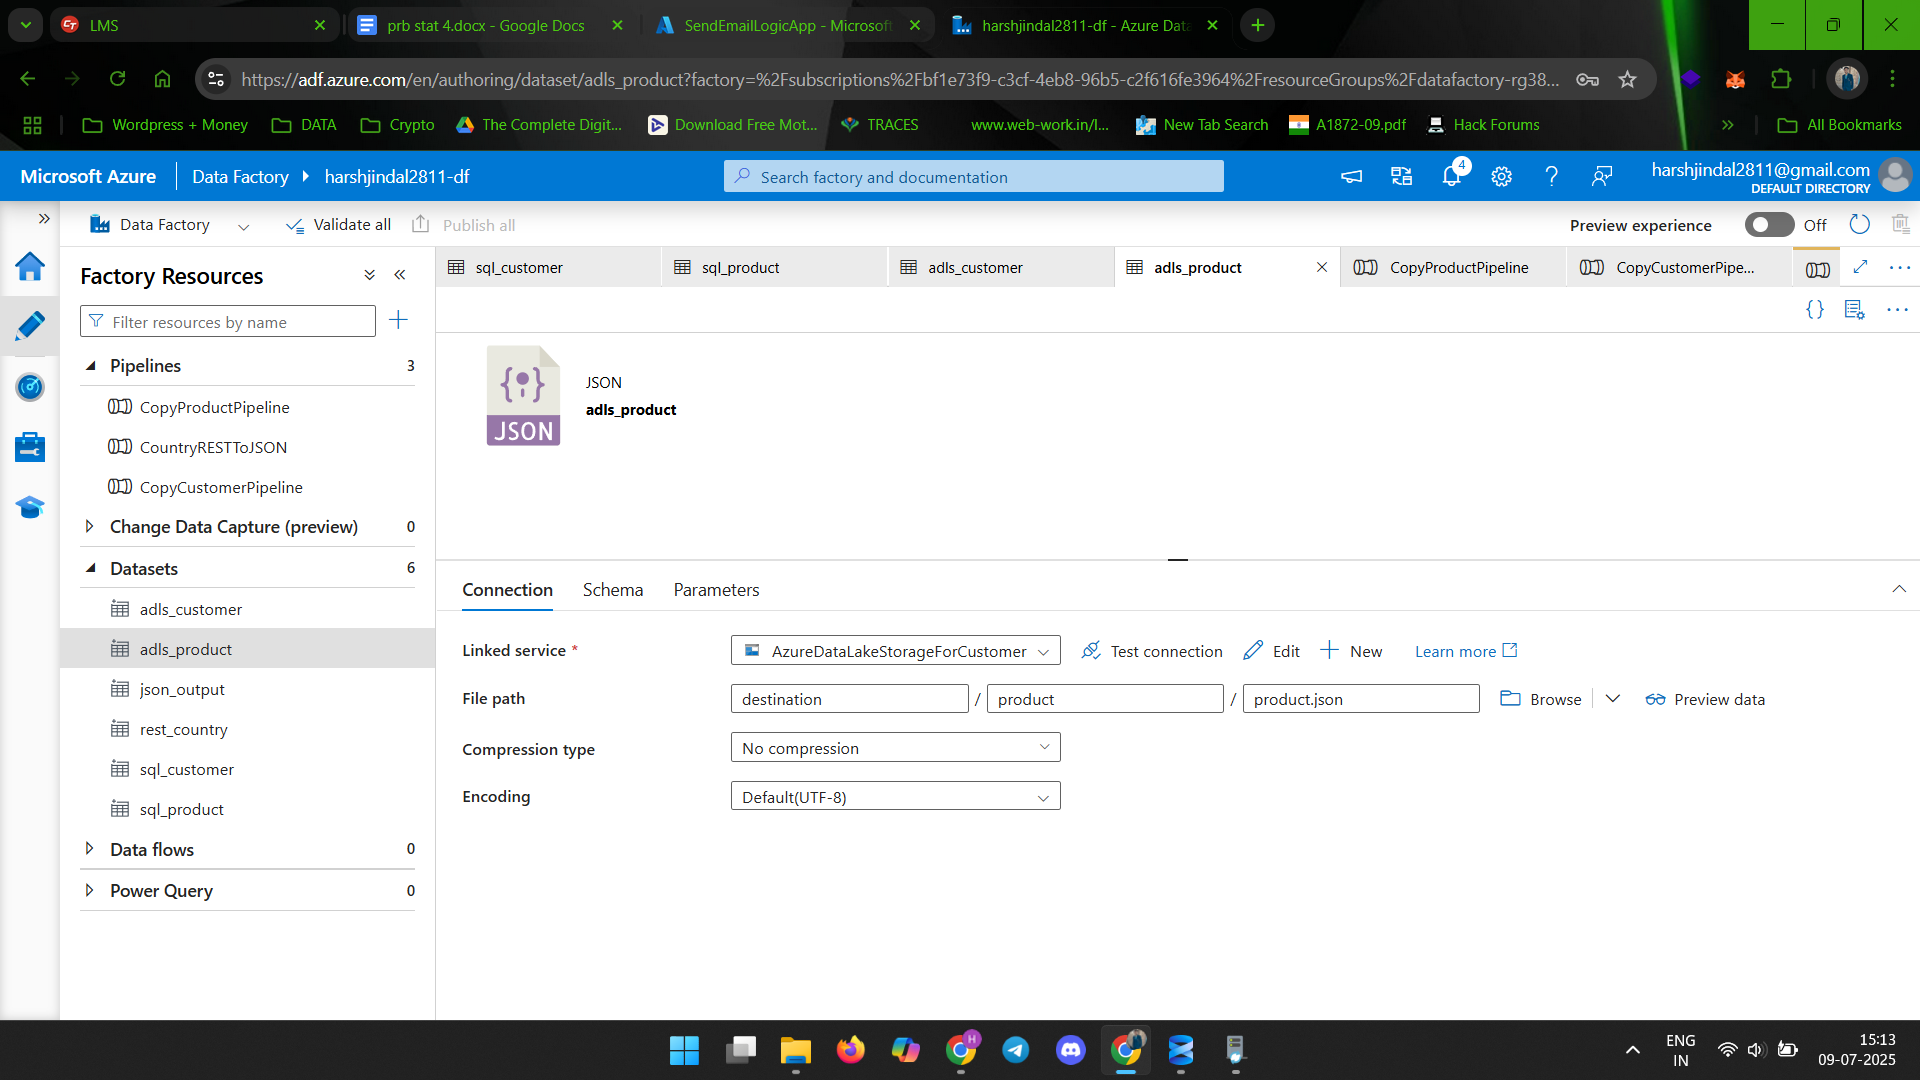 LMS
prb stat 4.docx - Google Docs
SendEmailLogicApp - Microsoft
harshjindal2811-df - Azure Data
https://adf.azure.com/en/authoring/dataset/adls_product?factory=%2Fsubscriptions%2Fbf1e73f9-c3cf-4eb8-96b5-c2f616fe3964%2FresourceGroups%2Fdatafactory-rg38...
Wordpress + Money
DATA
Crypto
The Complete Digit...
Download Free Mot...
TRACES
www.web-work.in/l...
New Tab Search
A1872-09.pdf
Hack Forums
All Bookmarks
Microsoft Azure
Data Factory
harshjindal2811-df
Search factory and documentation
4
harshjindal2811@gmail.com
DEFAULT DIRECTORY
Data Factory
Validate all
Publish all
Preview experience
Off
Factory Resources
Filter resources by name
Pipelines 3
CopyProductPipeline
CountryRESTToJSON
CopyCustomerPipeline
Change Data Capture (preview) 0
Datasets 6
adls_customer
adls_product
json_output
rest_country
sql_customer
sql_product
Data flows 0
Power Query 0
sql_customer
sql_product
adls_customer
adls_product
CopyProductPipeline
CopyCustomerPipe...
JSON
JSON
adls_product
Connection
Schema
Parameters
Linked service *
AzureDataLakeStorageForCustomer
Test connection
Edit
New
Learn more
File path
destination / product / product.json
Browse
Preview data
Compression type
No compression
Encoding
Default(UTF-8)
H
ENG
IN
15:13
09-07-2025